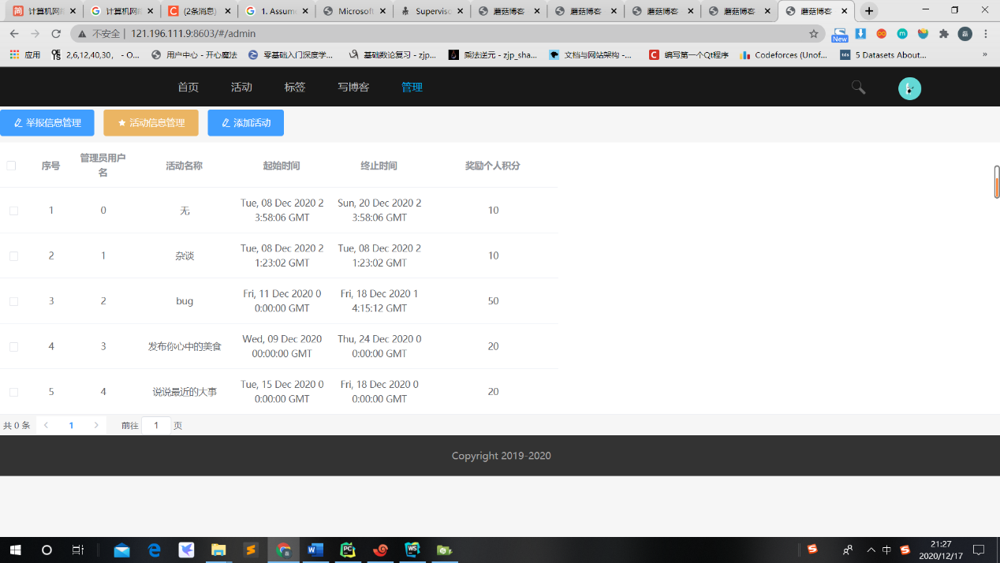 计算机网
计算机网
(2条消息)
1. Assum
Microsoft
Superviso
蘑菇博客
蘑菇博客
蘑菇博客
蘑菇博客
蘑菇博客
不安全 | 121.196.111.9:8603/#/admin
New
应用
2,6,12,40,30， - O...
用户中心 - 开心魔法
零基础入门深度学...
基础数论复习 - zjp...
乘法逆元 - zjp_sha...
文档与网站架构 -...
编写第一个Qt程序
Codeforces (Unof...
5 Datasets About...
»
首页 活动 标签 写博客 管理
举报信息管理 活动信息管理 添加活动
序号 管理员用户名 活动名称 起始时间 终止时间 奖励个人积分
1 0 无 Tue, 08 Dec 2020 23:58:06 GMT Sun, 20 Dec 2020 23:58:06 GMT 10
2 1 杂谈 Tue, 08 Dec 2020 21:23:02 GMT Tue, 08 Dec 2020 21:23:02 GMT 10
3 2 bug Fri, 11 Dec 2020 00:00:00 GMT Fri, 18 Dec 2020 14:15:12 GMT 50
4 3 发布你心中的美食 Wed, 09 Dec 2020 00:00:00 GMT Thu, 24 Dec 2020 00:00:00 GMT 20
5 4 说说最近的大事 Tue, 15 Dec 2020 00:00:00 GMT Fri, 18 Dec 2020 00:00:00 GMT 20
共 0 条 1 前往 1 页
Copyright 2019-2020
中
21:27
2020/12/17